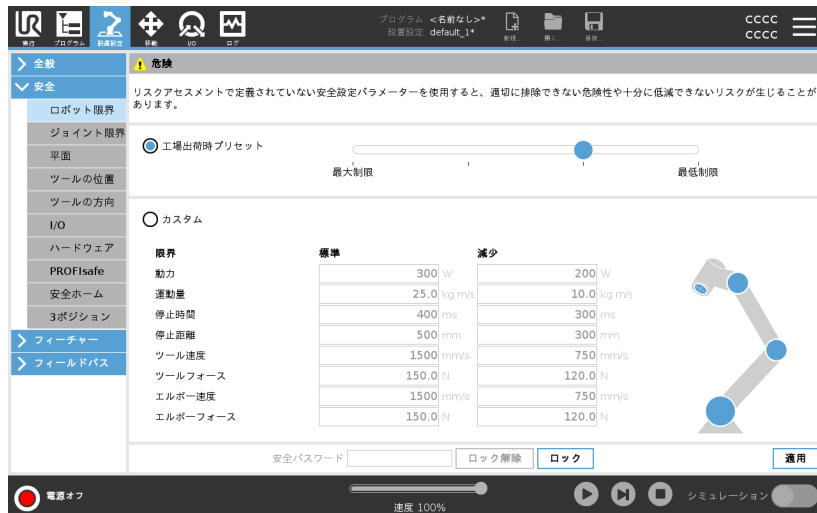 プログラム <名前なし>*
設置設定 default_1*
cccc
cccc
実行
プログラム
設置設定
移動
I/O
ログ
新規...
開く...
保存...
全般
安全
ロボット限界
ジョイント限界
平面
ツールの位置
ツールの方向
I/O
ハードウェア
PROFIsafe
安全ホーム
3ポジション
フィーチャー
フィールドバス
危険
リスクアセスメントで定義されていない安全設定パラメーターを使用すると、適切に排除できない危険性や十分に低減できないリスクが生じることが
あります。
工場出荷時プリセット
最大制限 最低制限
カスタム
限界 標準 減少
動力 300 W 200 W
運動量 25.0 kg m/s 10.0 kg m/s
停止時間 400 ms 300 ms
停止距離 500 mm 300 mm
ツール速度 1500 mm/s 750 mm/s
ツールフォース 150.0 N 120.0 N
エルボー速度 1500 mm/s 750 mm/s
エルボーフォース 150.0 N 120.0 N
安全パスワード ロック解除 ロック 適用
電源オフ
速度 100%
シミュレーション